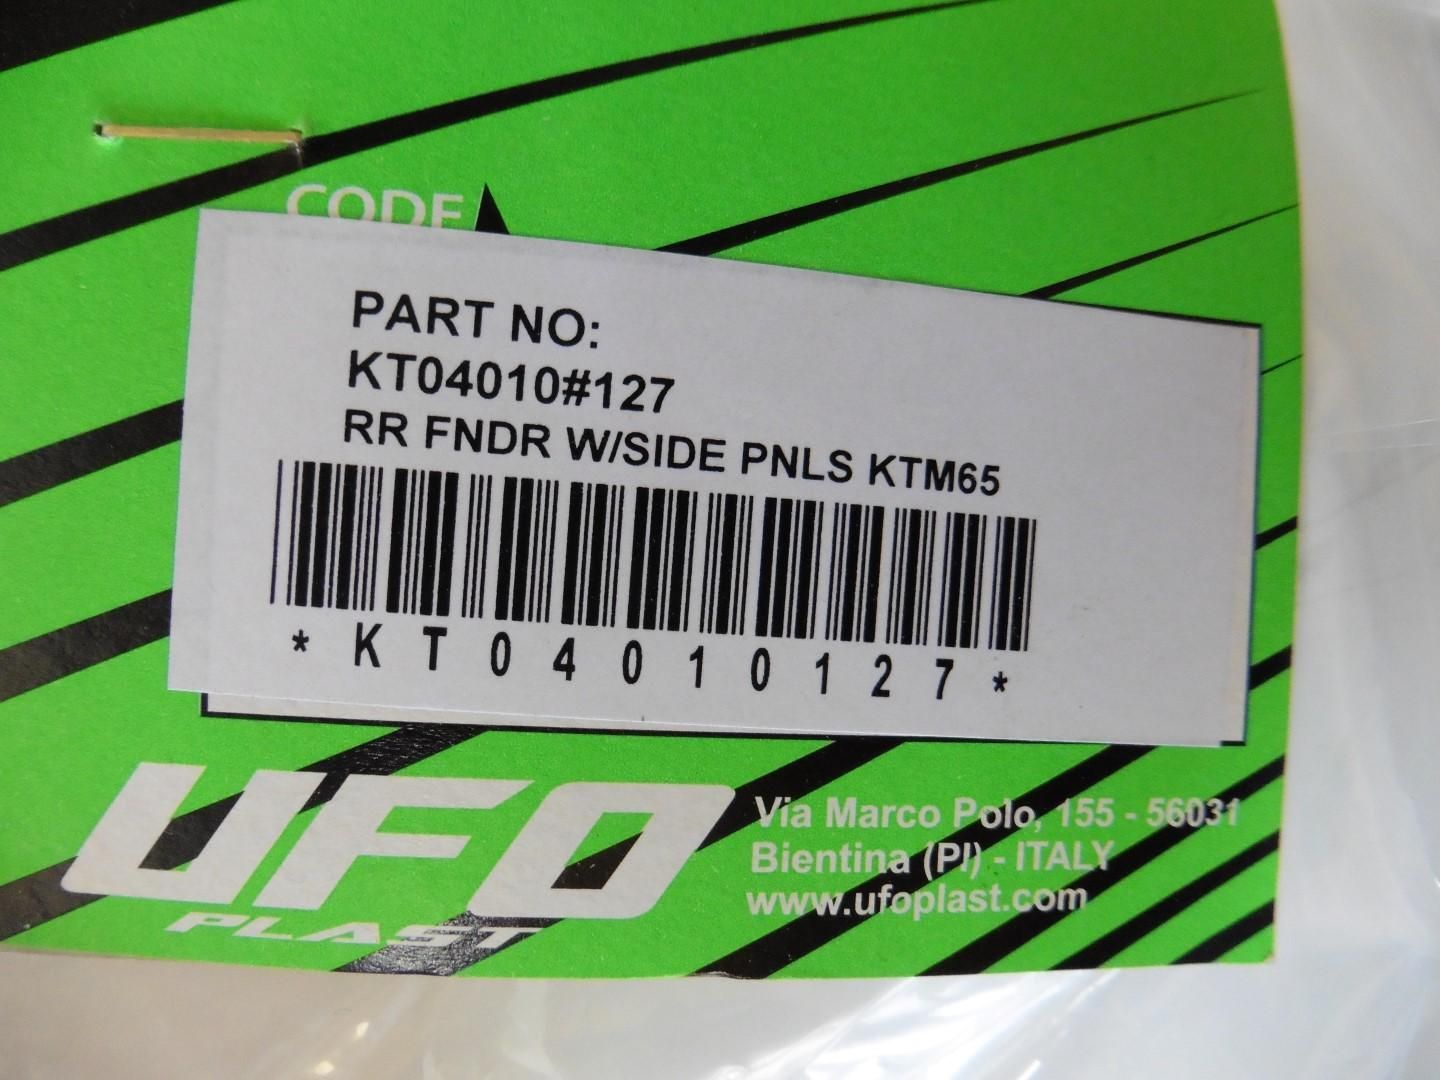 CODE
PART NO:
KT04010#127
RR FNDR W/SIDE PNLS KTM65
*KT04010127*
UFO
PLAST
Via Marco Polo, 155 - 56031
Bientina (PI) - ITALY
www.ufoplast.com